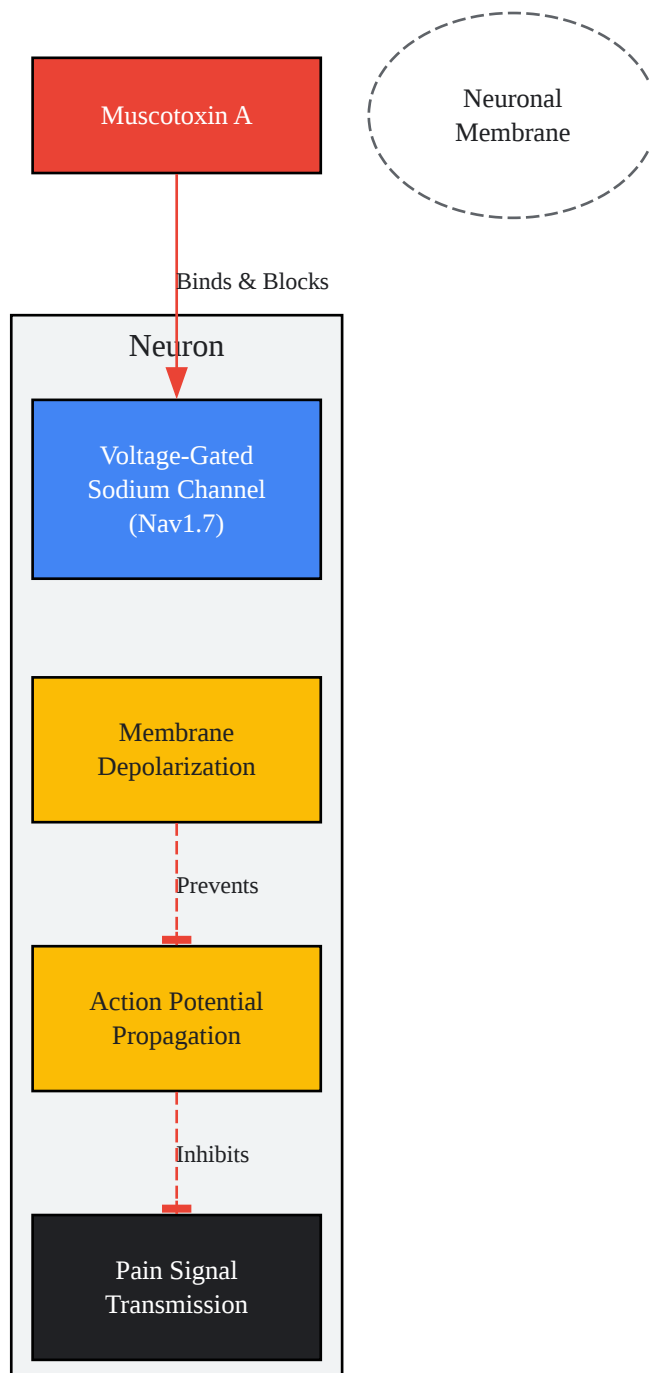 Muscotoxin A
Neuronal
Membrane
Binds & Blocks
Neuron
Voltage-Gated
Sodium Channel
(Nav1.7)
Membrane
Depolarization
Prevents
Action Potential
Propagation
Inhibits
Pain Signal
Transmission